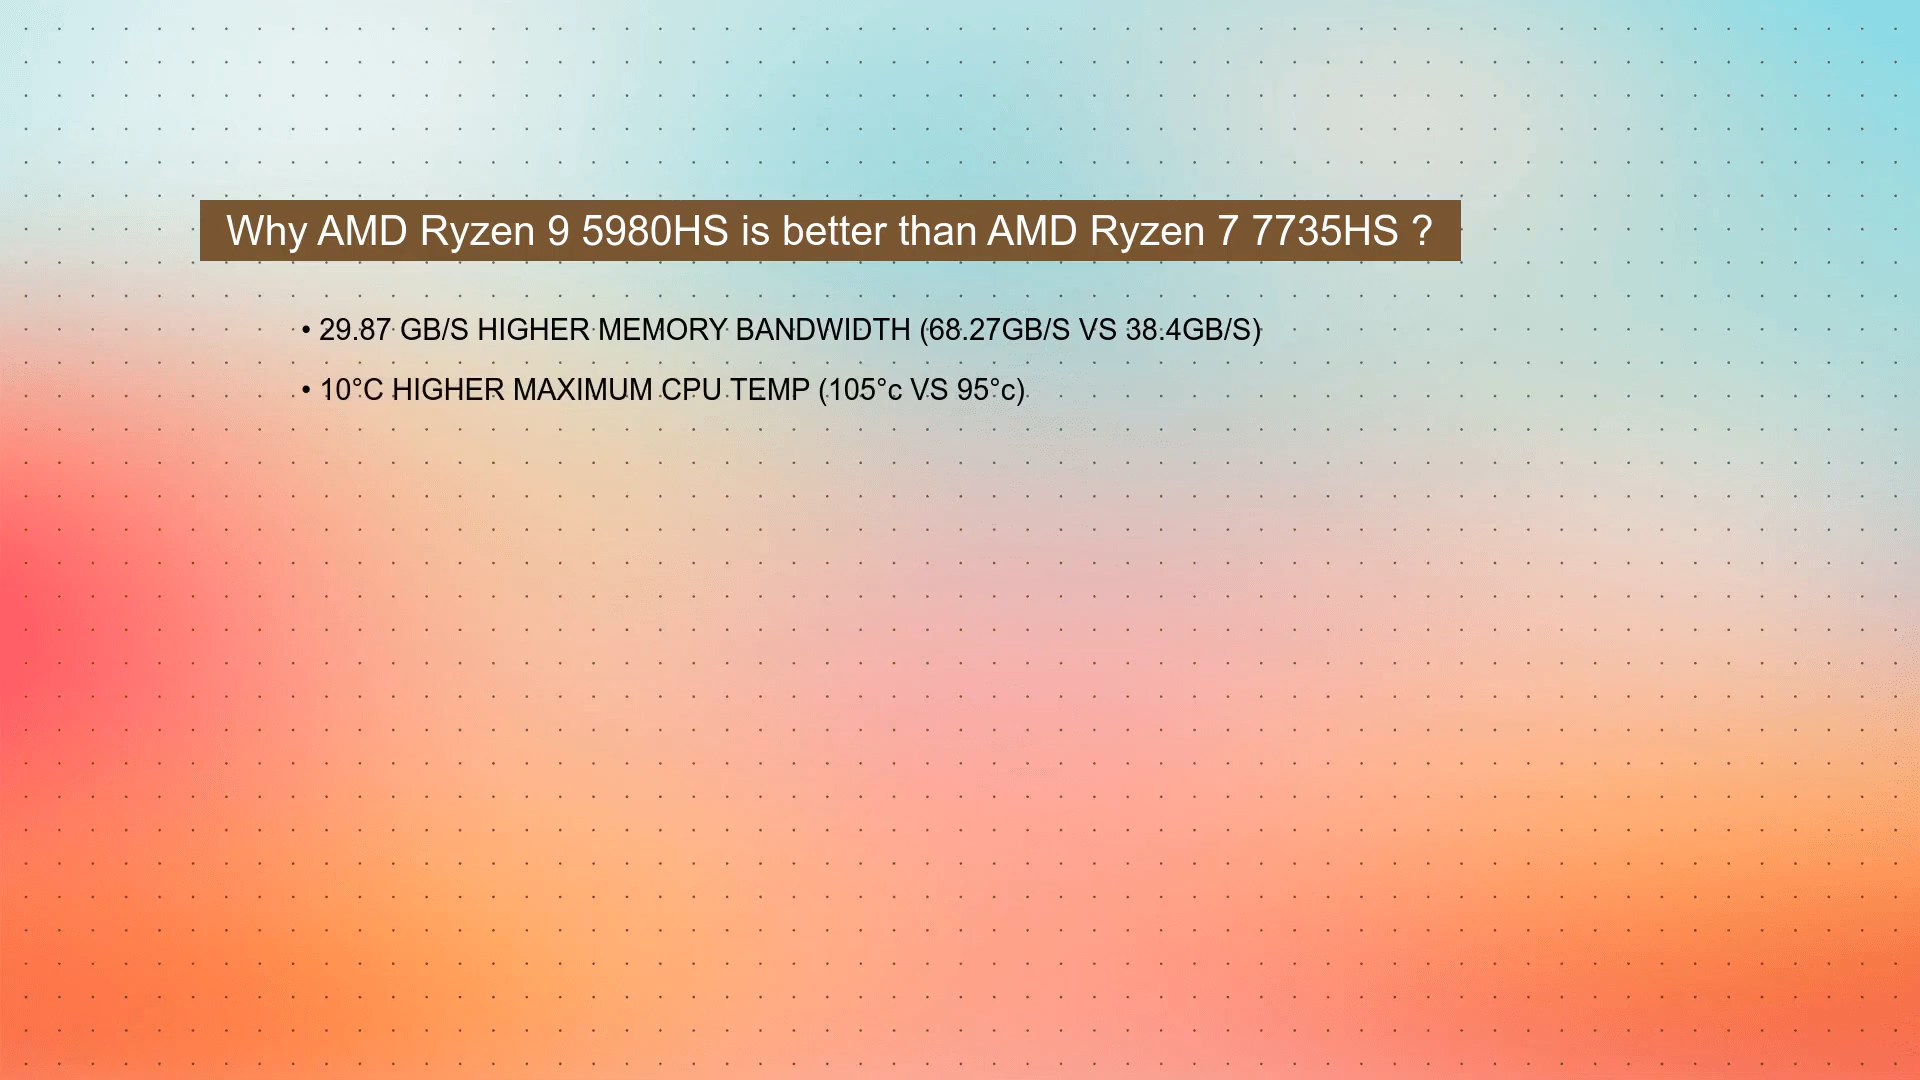 Why AMD Ryzen 9 5980HS is better than AMD Ryzen 7 7735HS ?
• 29.87 GB/S HIGHER MEMORY BANDWIDTH (68.27GB/S VS 38.4GB/S)
• 10°C HIGHER MAXIMUM CPU TEMP (105°c VS 95°c)